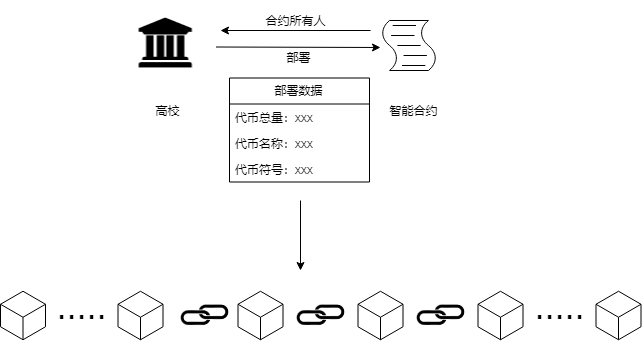 合约所有人
部署
部署数据
高校
代币总量：xxx
智能合约
代币名称：xxx
代币符号：xxx